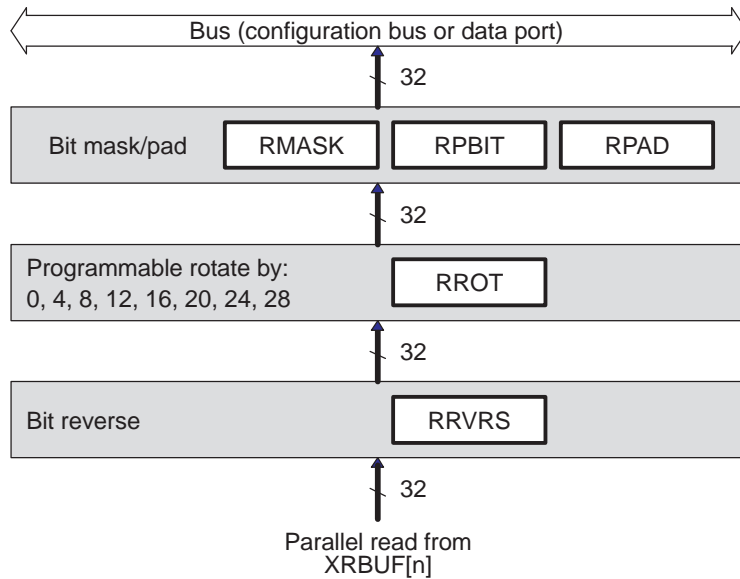 Bus (configuration bus or data port)
32
Bit mask/pad RMASK RPBIT RPAD
32
Programmable rotate by:
0, 4, 8, 12, 16, 20, 24, 28
RROT
32
Bit reverse RRVRS
32
Parallel read from
XRBUF[n]